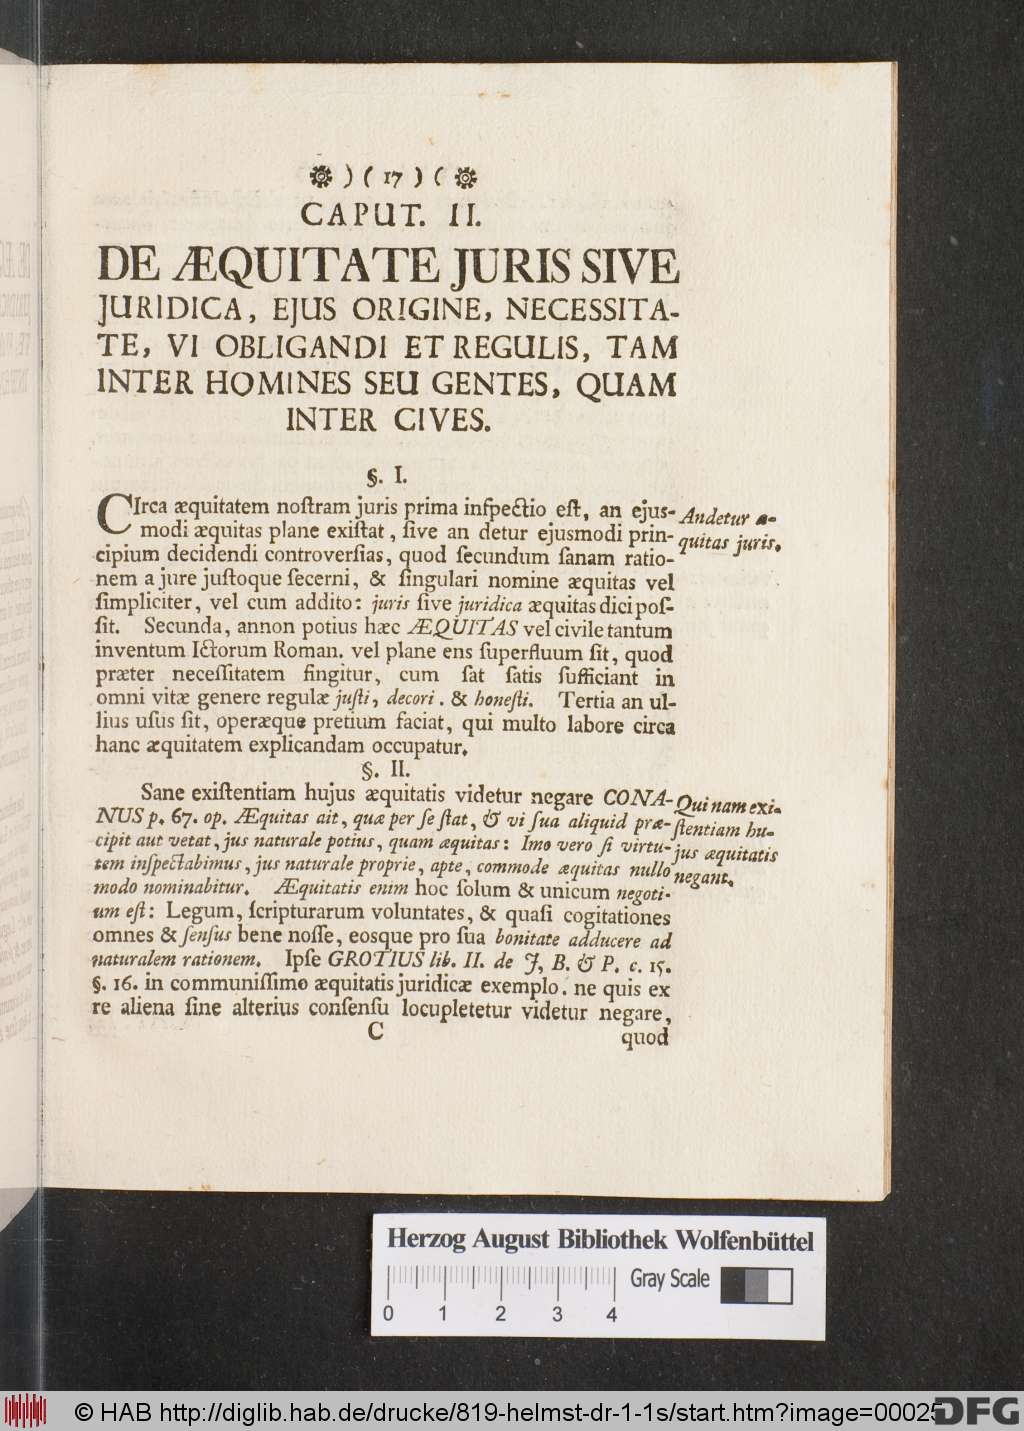 ) ( 17 ) (
CAPUT. II.
DE ÆQUITATE JURIS SIVE
JURIDICA, EJUS ORIGINE, NECESSITA-
TE, VI OBLIGANDI ET REGULIS, TAM
INTER HOMINES SEU GENTES, QUAM
INTER CIVES.
§. I.
CIrca æquitatem noſtram juris prima inſpectio eſt, an ejus-
modi æquitas plane exiſtat, ſive an detur ejusmodi prin-
cipium decidendi controverſias, quod ſecundum ſanam ratio-
nem a jure juſtoque ſecerni, & ſingulari nomine æquitas vel
ſimpliciter, vel cum addito: juris ſive juridica æquitas dici poſ-
ſit. Secunda, annon potius hæc ÆQUITAS vel civile tantum
inventum Ictorum Roman. vel plane ens ſuperfluum ſit, quod
præter neceſſitatem fingitur, cum ſat ſatis ſufficiant in
omni vitæ genere regulæ juſti, decori. & honeſti. Tertia an ul-
lius uſus ſit, operæque pretium faciat, qui multo labore circa
hanc æquitatem explicandam occupatur.
An detur æ-
quitas juris.
§. II.
Sane exiſtentiam hujus æquitatis videtur negare CONA-
NUS p. 67. op. Æquitas ait, quæ per ſe ſtat, & vi ſua aliquid præ-
cipit aut vetat, jus naturale potius, quam æquitas: Imo vero ſi virtu-
tem inſpectabimus, jus naturale proprie, apte, commode æquitas nullo
modo nominabitur. Æquitatis enim hoc ſolum & unicum negoti-
um eſt: Legum, ſcripturarum voluntates, & quaſi cogitationes
omnes & ſenſus bene noſſe, eosque pro ſua bonitate adducere ad
naturalem rationem. Ipſe GROTIUS lib. II. de J. B. & P. c. 15.
§. 16. in communiſſimo æquitatis juridicæ exemplo. ne quis ex
re aliena ſine alterius conſenſu locupletetur videtur negare,
Qui nam exi-
ſtentiam hu-
jus æquitatis
negant.
C
quod
Herzog August Bibliothek Wolfenbüttel
Gray Scale
0 1 2 3 4
© HAB http://diglib.hab.de/drucke/819-helmst-dr-1-1s/start.htm?image=00025
DFG